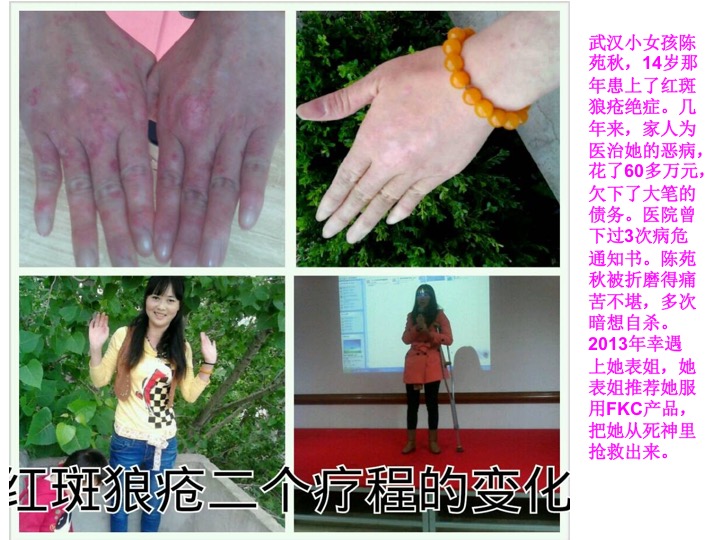 武汉小女孩陈
苑秋，14岁那
年患上了红斑
狼疮绝症。几
年来，家人为
医治她的恶病，
花了60多万元，
欠下了大笔的
债务。医院曾
下过3次病危
通知书。陈苑
秋被折磨得痛
苦不堪，多次
暗想自杀。
2013年幸遇
上她表姐，她
表姐推荐她服
用FKC产品，
把她从死神里
抢救出来。
红斑狼疮二个疗程的变化